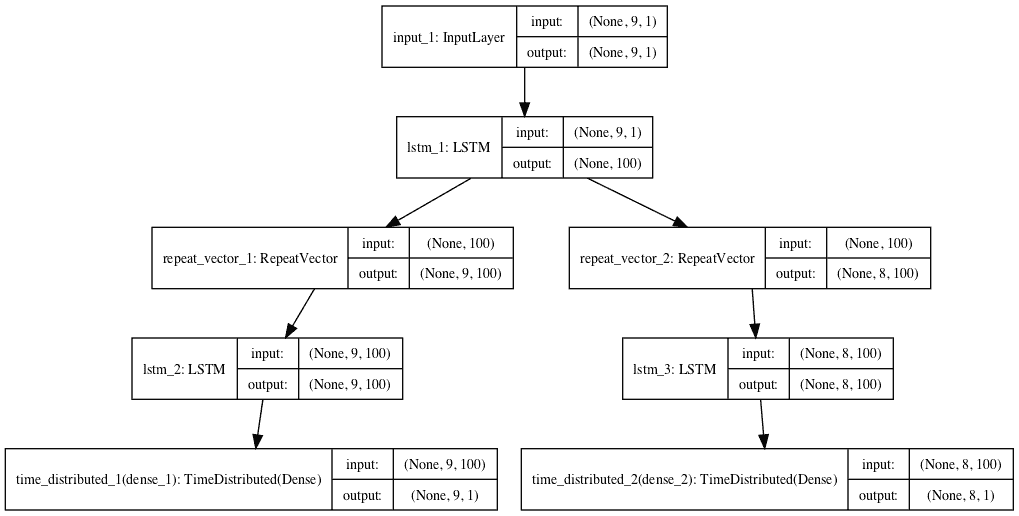 input_1: InputLayer
input:
(None, 9, 1)
output:
(None, 9, 1)
lstm_1: LSTM
input:
(None, 9, 1)
output:
(None, 100)
repeat_vector_1: RepeatVector
input:
(None, 100)
output:
(None, 9, 100)
repeat_vector_2: RepeatVector
input:
(None, 100)
output:
(None, 8, 100)
lstm_2: LSTM
input:
(None, 9, 100)
output:
(None, 9, 100)
lstm_3: LSTM
input:
(None, 8, 100)
output:
(None, 8, 100)
time_distributed_1(dense_1): TimeDistributed(Dense)
input:
(None, 9, 100)
output:
(None, 9, 1)
time_distributed_2(dense_2): TimeDistributed(Dense)
input:
(None, 8, 100)
output:
(None, 8, 1)